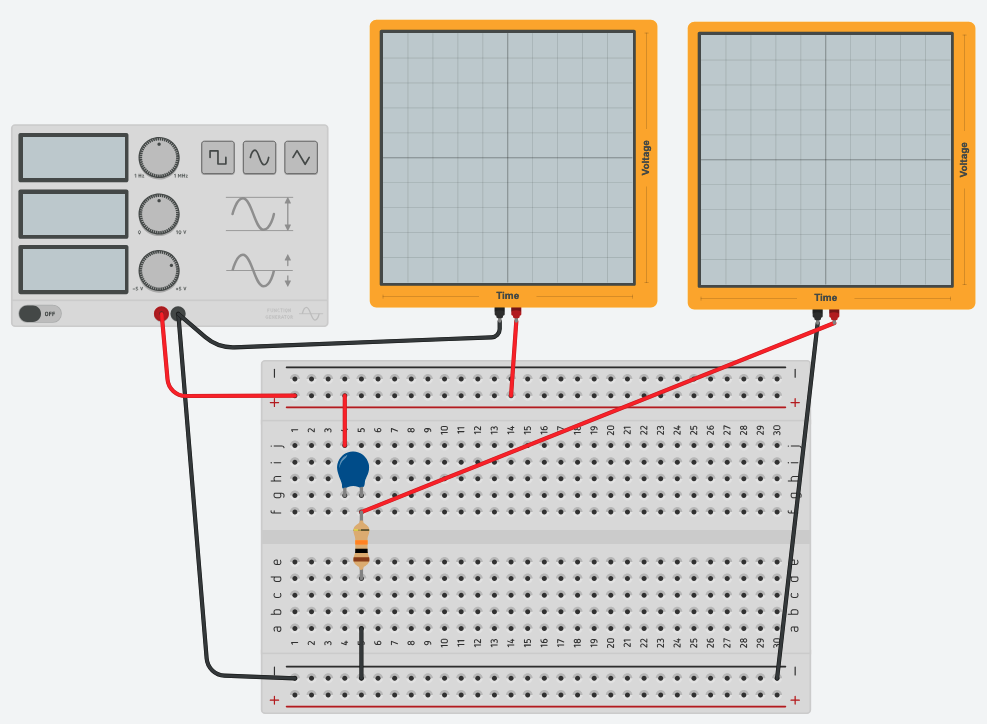 Voltage
Time
Voltage
Time
1 Hz 1 MHz
0 10 V
-5 V +5 V
OFF
FUNCTION
GENERATOR
− −
+ +
1 2 3 4 5 6 7 8 9 10 11 12 13 14 15 16 17 18 19 20 21 22 23 24 25 26 27 28 29 30
j j
i i
h h
g g
f f
e e
d d
c c
b b
a a
1 2 3 4 5 6 7 8 9 10 11 12 13 14 15 16 17 18 19 20 21 22 23 24 25 26 27 28 29 30
− −
+ +